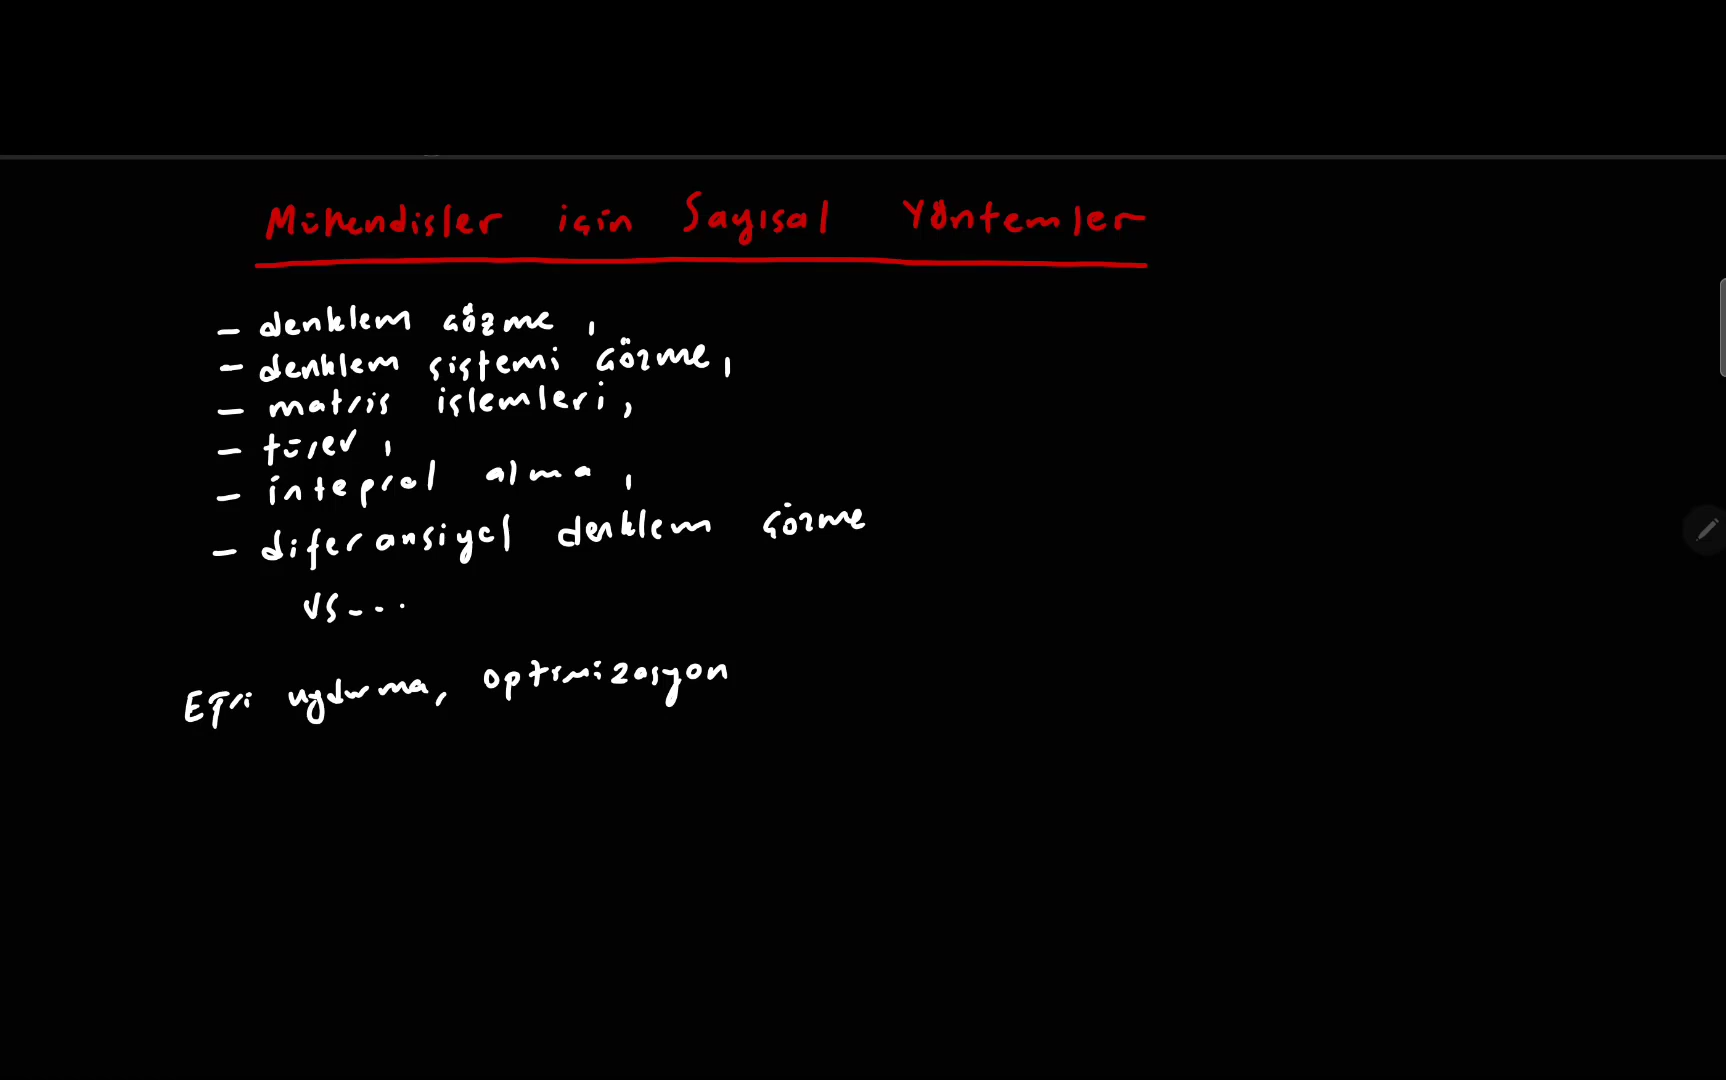 Mühendisler için Sayısal Yöntemler
- denklem çözme,
- denklem sistemi çözme,
- matris işlemleri,
- türev,
- integral alma,
- diferansiyel denklem çözme
vs...
Eğri uydurma, optimizasyon